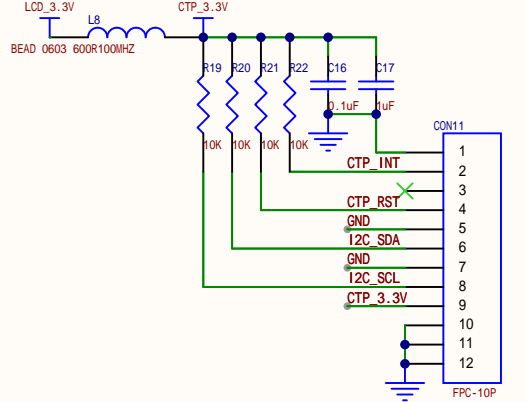 LCD_3.3V
CTP_3.3V
L8
BEAD 0603 600R100MHZ
R19 R20 R21 R22 C16 C17
0.1uF 1uF
10K 10K 10K 10K
CON11
1
CTP_INT 2
3
CTP_RST 4
GND 5
I2C_SDA 6
GND 7
I2C_SCL 8
CTP_3.3V 9
10
11
12
FPC-10P